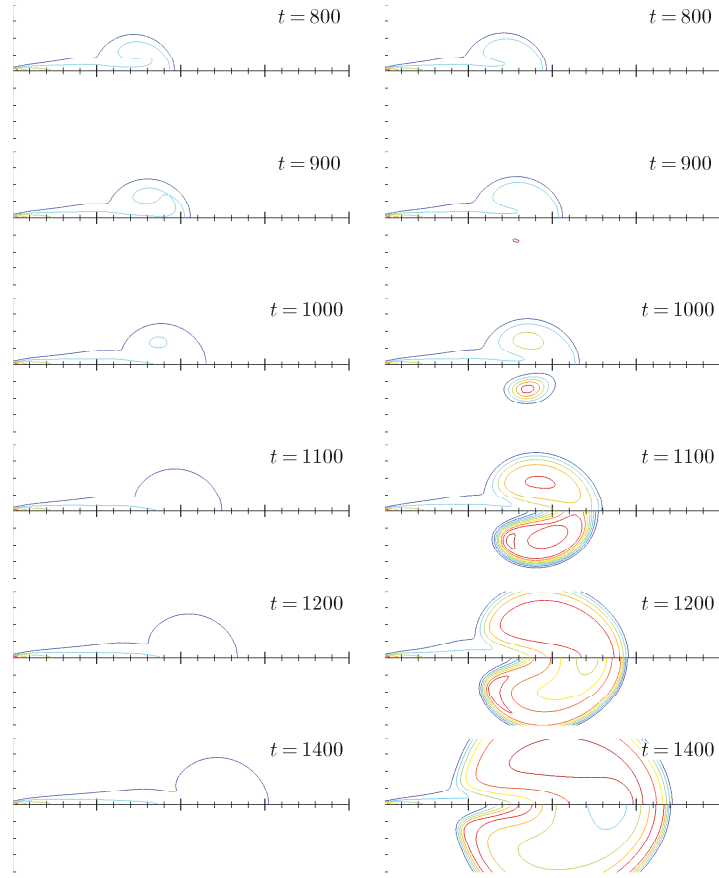 t = 800
t = 800
t = 900
t = 900
t = 1000
t = 1000
t = 1100
t = 1100
t = 1200
t = 1200
t = 1400
t = 1400